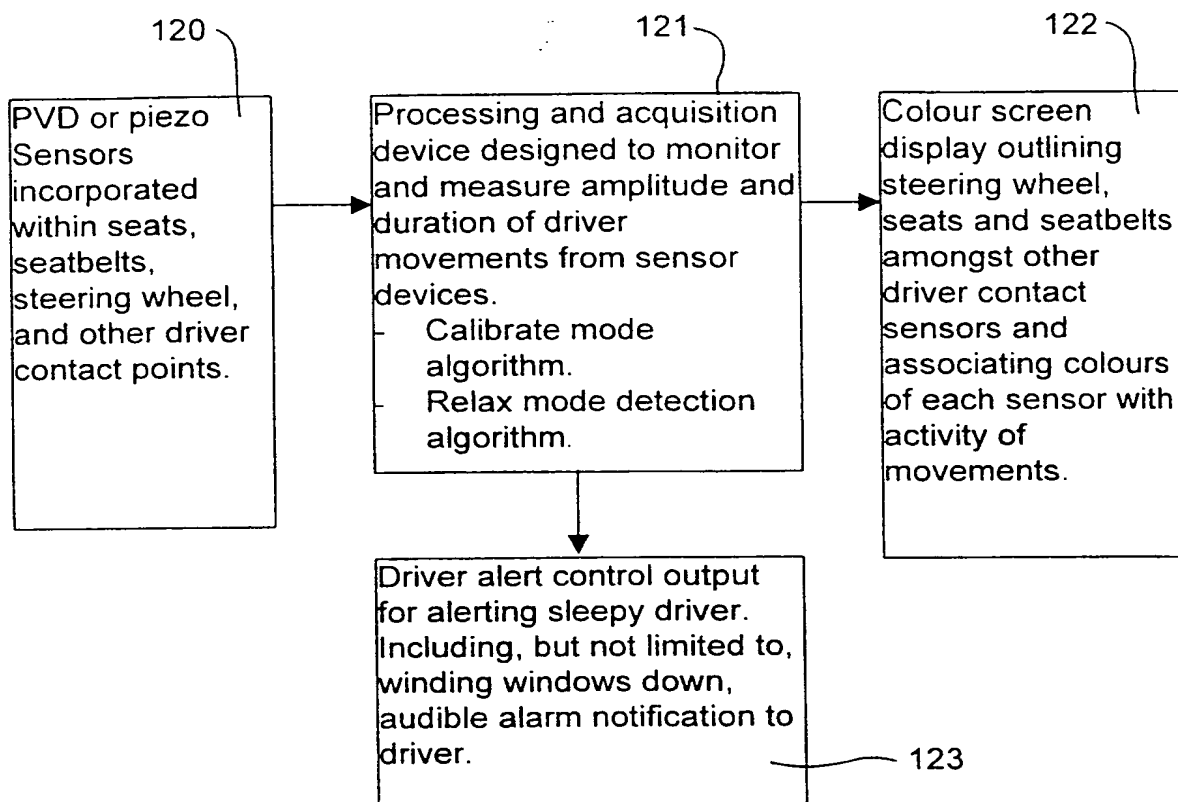 120
121
122
PVD or piezo
Sensors
incorporated
within seats,
seatbelts,
steering wheel,
and other driver
contact points.
Processing and acquisition
device designed to monitor
and measure amplitude and
duration of driver
movements from sensor
devices.
- Calibrate mode
algorithm.
- Relax mode detection
algorithm.
Colour screen
display outlining
steering wheel,
seats and seatbelts
amongst other
driver contact
sensors and
associating colours
of each sensor with
activity of
movements.
Driver alert control output
for alerting sleepy driver.
Including, but not limited to,
winding windows down,
audible alarm notification to
driver.
123